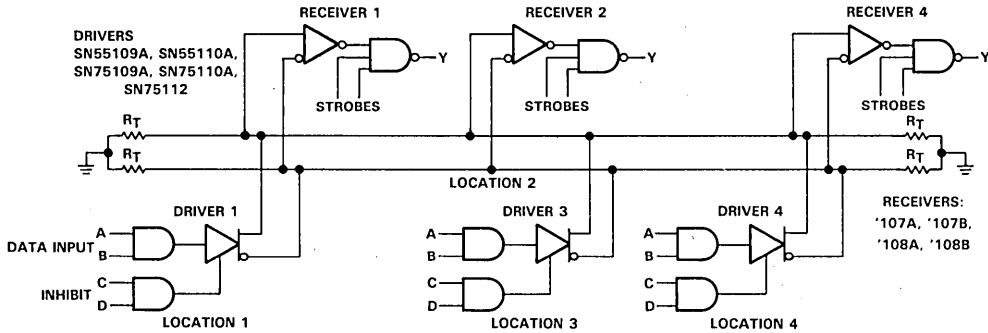 RECEIVER 1
RECEIVER 2
RECEIVER 4
DRIVERS
SN55109A, SN55110A,
SN75109A, SN75110A,
SN75112
Y
Y
Y
STROBES
STROBES
STROBES
RT
RT
RT
RT
LOCATION 2
RECEIVERS:
'107A, '107B,
'108A, '108B
DRIVER 1
DRIVER 3
DRIVER 4
DATA INPUT
A
B
A
B
A
B
INHIBIT
C
D
C
D
C
D
LOCATION 1
LOCATION 3
LOCATION 4